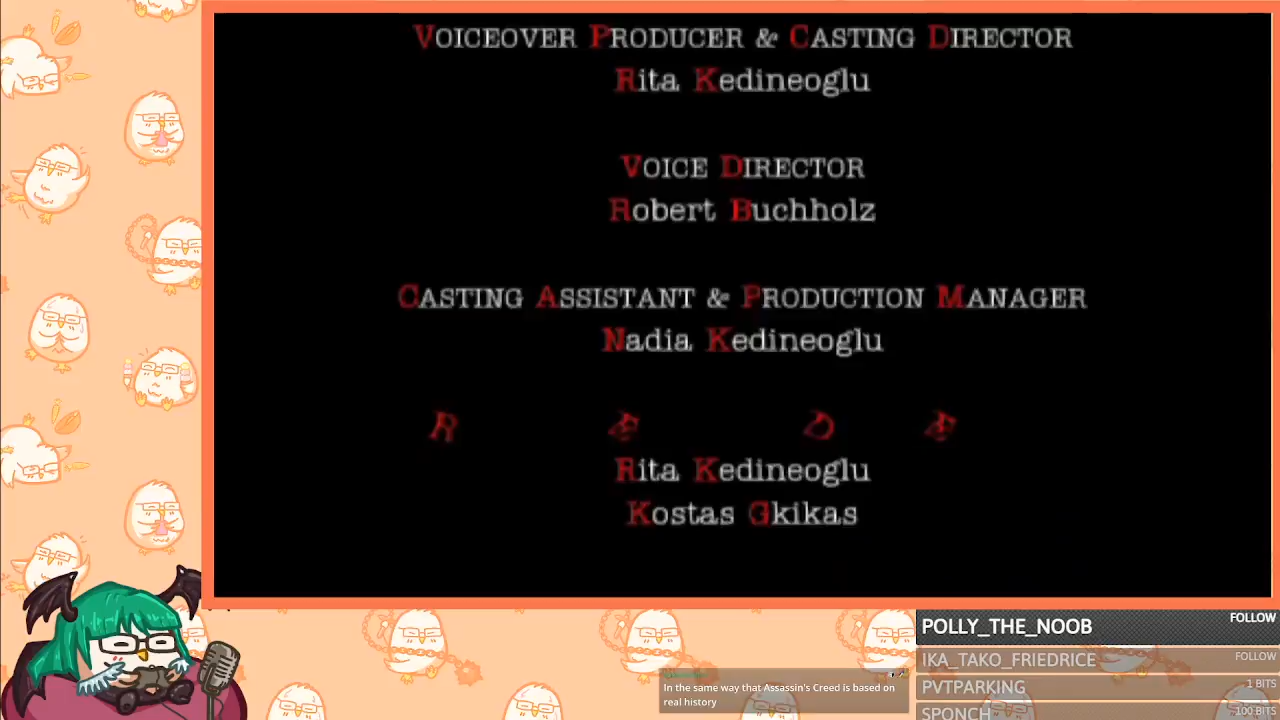 VOICEOVER PRODUCER & CASTING DIRECTOR
Rita Kedineoglu
VOICE DIRECTOR
Robert Buchholz
CASTING ASSISTANT & PRODUCTION MANAGER
Nadia Kedineoglu
R E D E
Rita Kedineoglu
Kostas Gkikas
In the same way that Assassin's Creed is based on
real history
POLLY_THE_NOOB FOLLOW
IKA_TAKO_FRIEDRICE FOLLOW
PVTPARKING 1 BITS
SPONCH 100 BITS